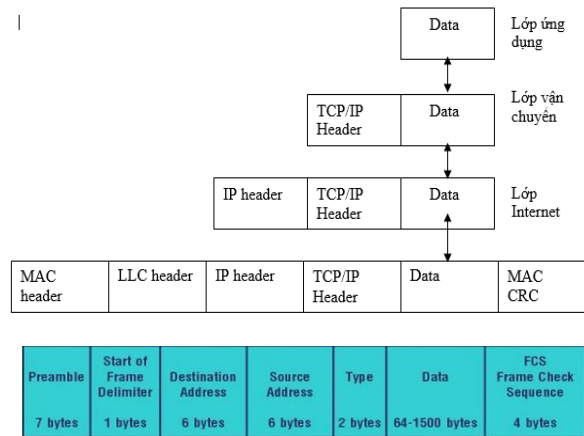 Data
Lớp ứng
dụng
TCP/IP
Header
Data
Lớp vận
chuyển
IP header
TCP/IP
Header
Data
Lớp
Internet
MAC
header
LLC header
IP header
TCP/IP
Header
Data
MAC
CRC
Preamble
7 bytes
Start of
Frame
Delimiter
1 bytes
Destination
Address
6 bytes
Source
Address
6 bytes
Type
2 bytes
Data
64-1500 bytes
FCS
Frame Check
Sequence
4 bytes